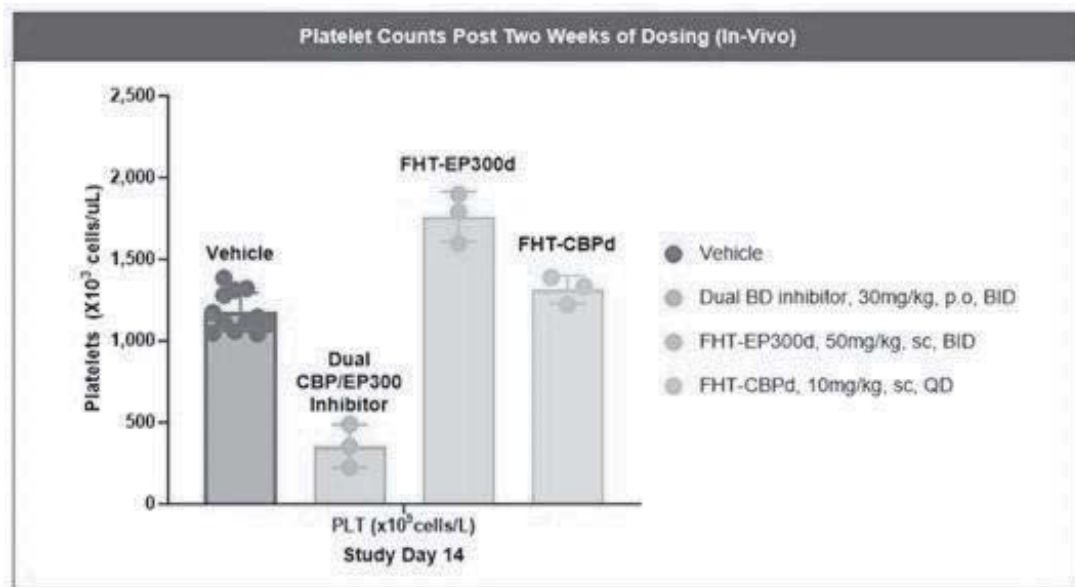 Platelet Counts Post Two Weeks of Dosing (In-Vivo)
Platelets (X10³ cells/uL)
2,500
2,000
1,500
1,000
500
0
Vehicle
Dual
CBP/EP300
Inhibitor
FHT-EP300d
FHT-CBPd
PLT (x10⁹cells/L)
Study Day 14
Vehicle
Dual BD inhibitor, 30mg/kg, p.o, BID
FHT-EP300d, 50mg/kg, sc, BID
FHT-CBPd, 10mg/kg, sc, QD